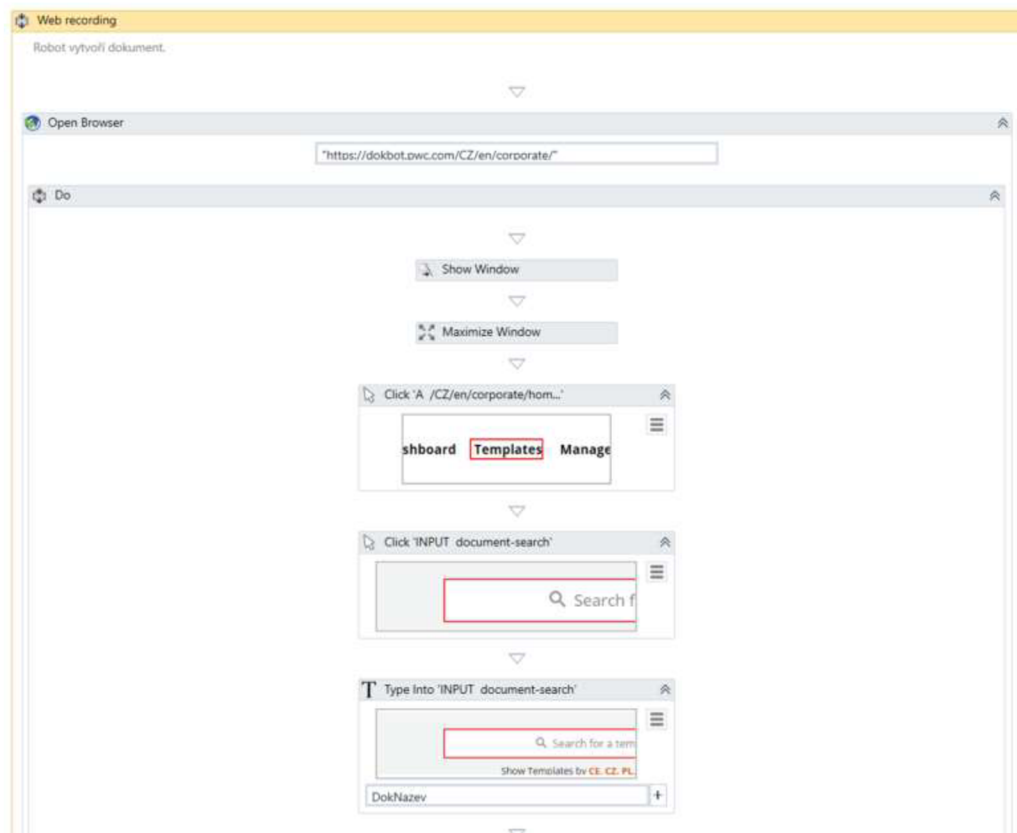 Web recording
Robot vytvoří dokument.
Open Browser
"https://dokbot.pwc.com/CZ/en/corporate/"
Do
Show Window
Maximize Window
Click 'A /CZ/en/corporate/hom...'
shboard Templates Manage
Click 'INPUT document-search'
Search f
T Type Into 'INPUT document-search'
Search for a tem
Show Templates by CE, CZ, PL,
DokNazev +